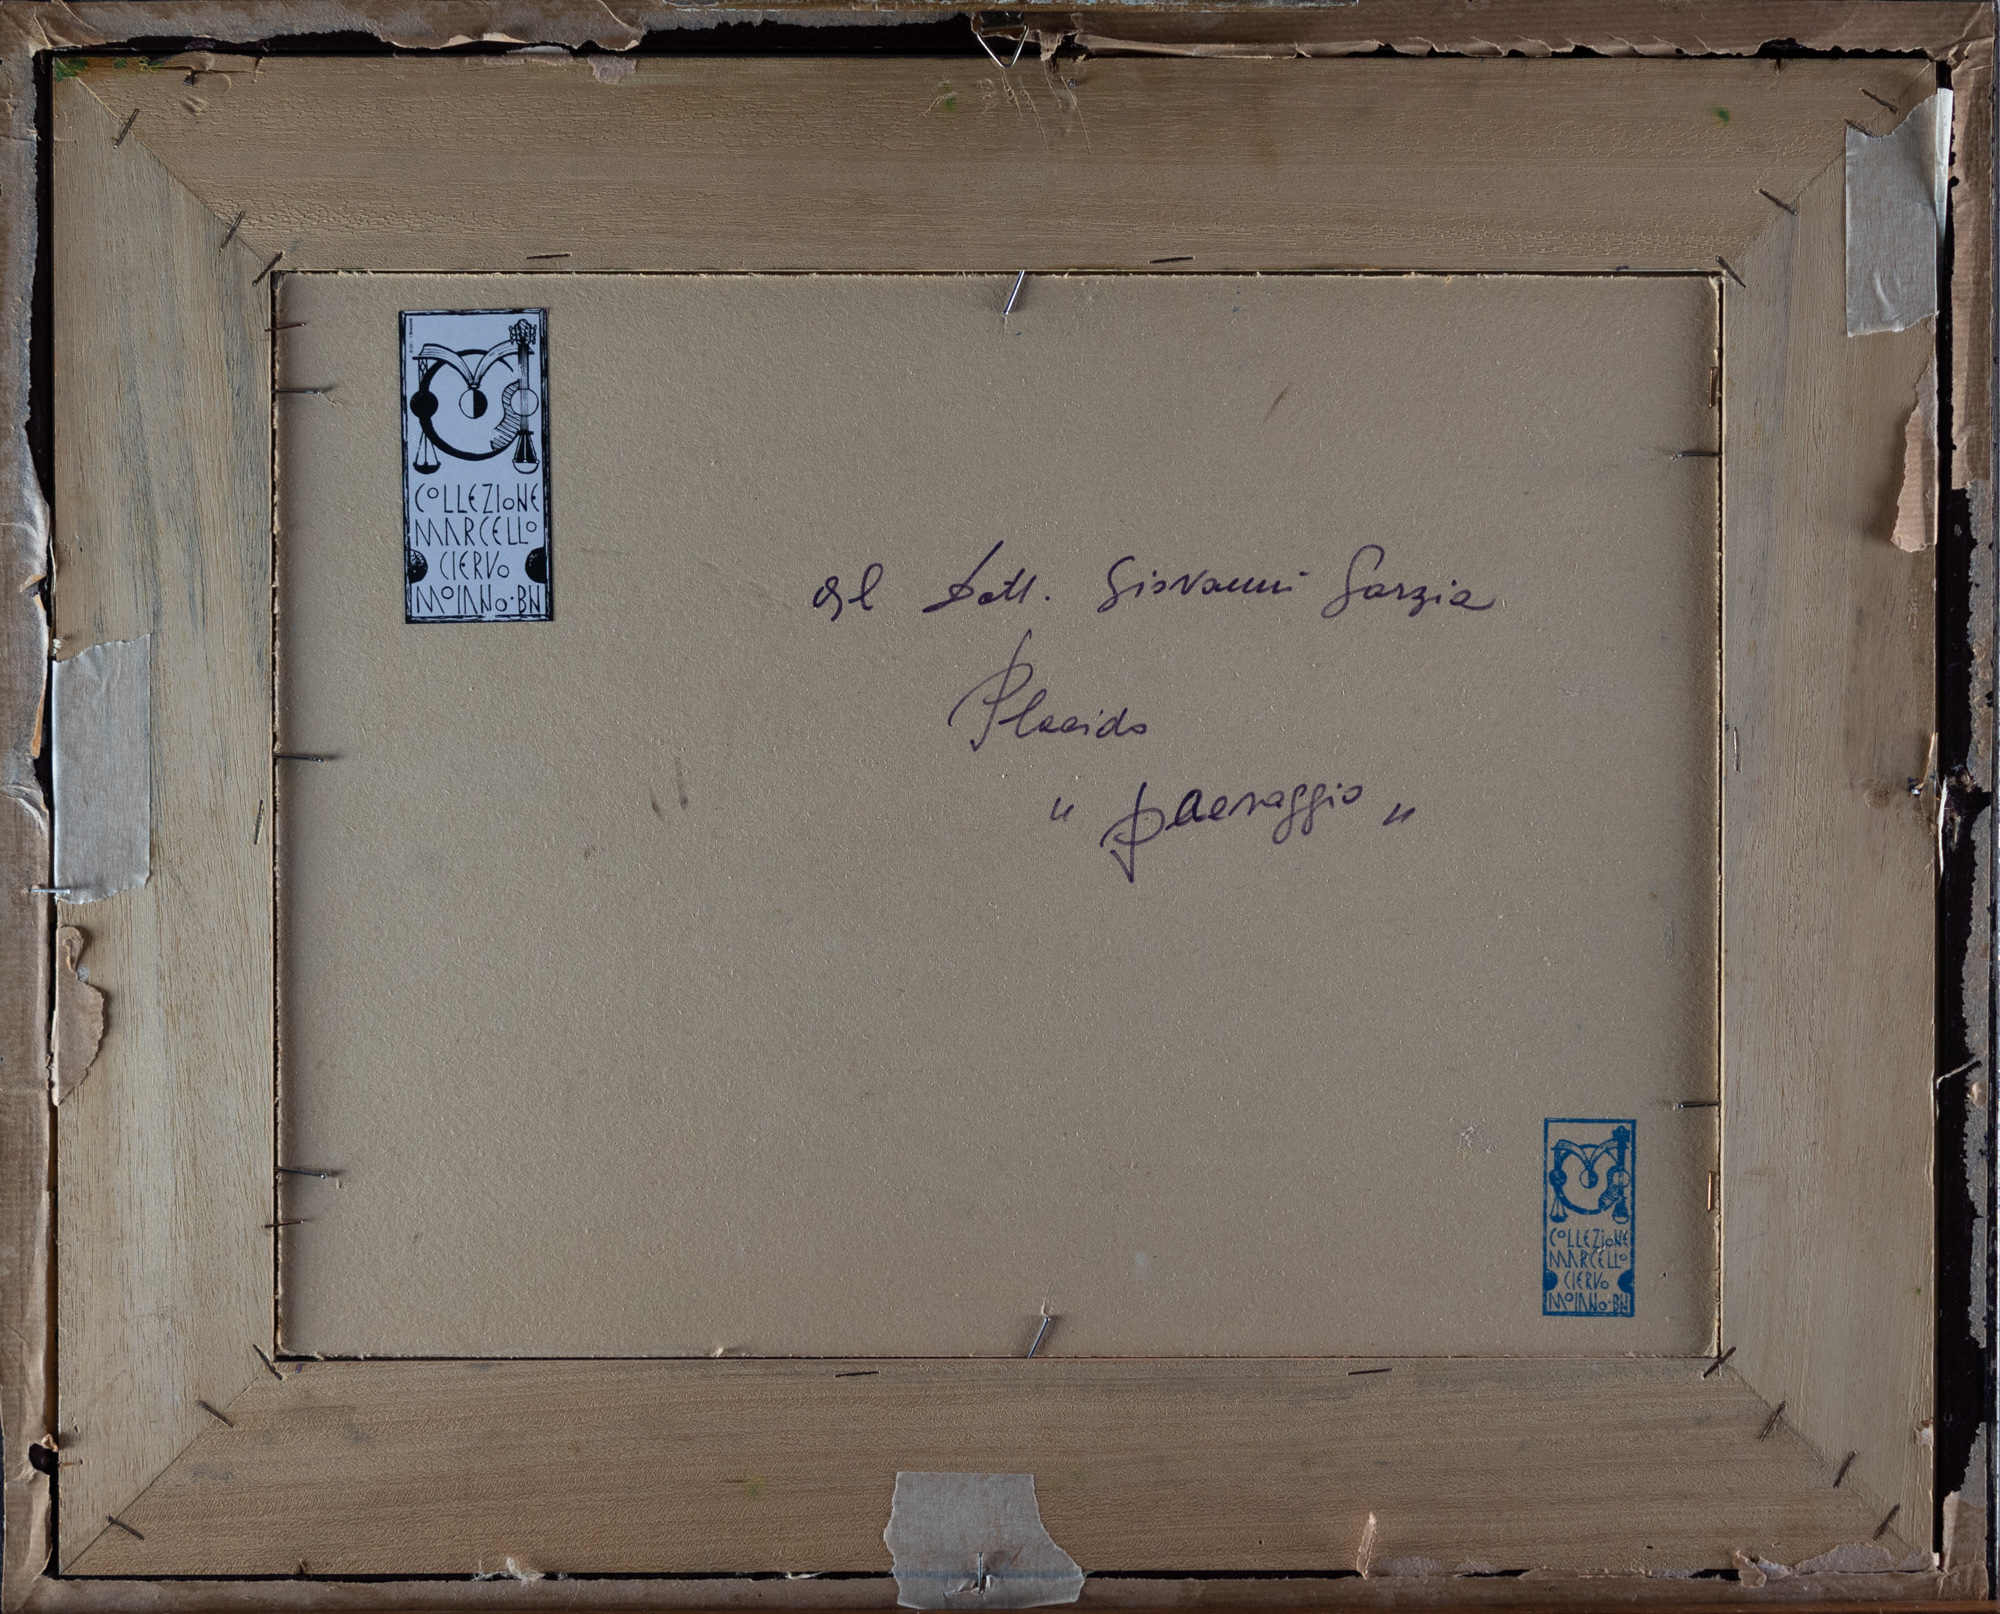 COLLEZIONE
MARCELLO
CIERVO
MOIANO·BN
Al Dott. Giovanni Garzia
Placido
" paesaggio "
COLLEZIONE
MARCELLO
CIERVO
MOIANO·BN